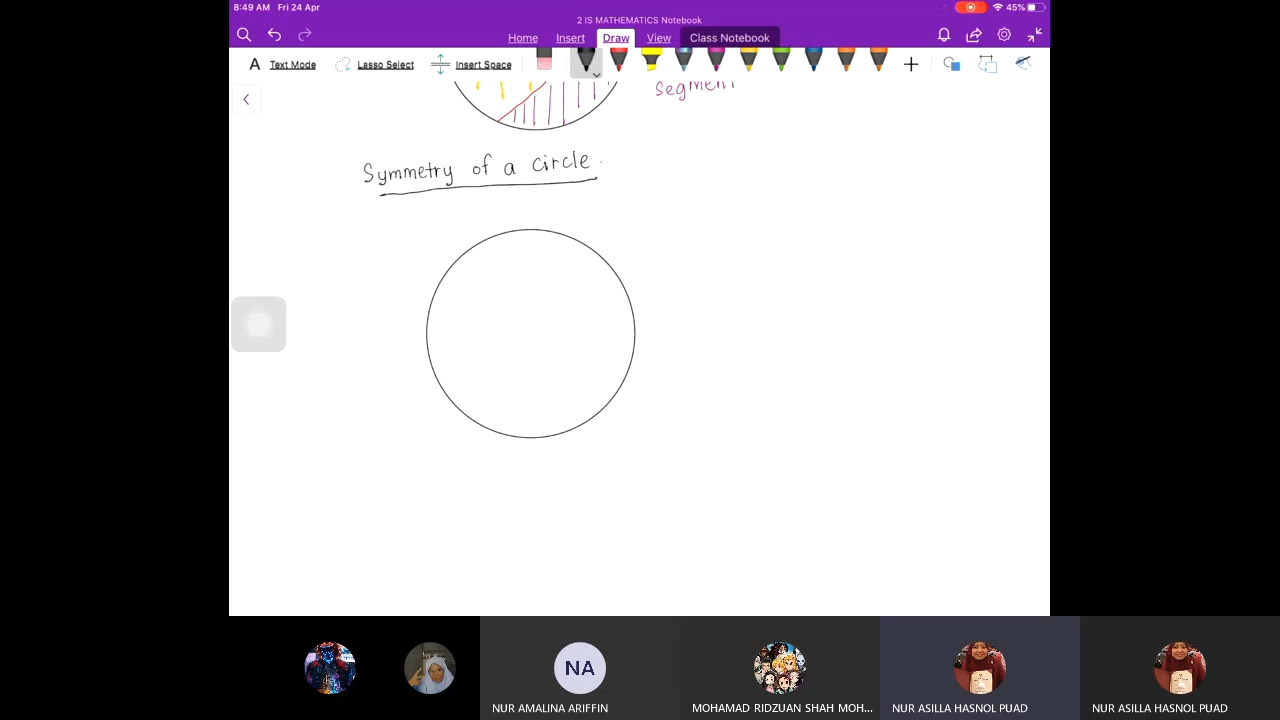 8:49 AM Fri 24 Apr
45%
2 IS MATHEMATICS Notebook
Home Insert Draw View Class Notebook
A Text Mode Lasso Select Insert Space
segment
Symmetry of a circle.
NA
NUR AMALINA ARIFFIN
MOHAMAD RIDZUAN SHAH MOH...
NUR ASILLA HASNOL PUAD
NUR ASILLA HASNOL PUAD